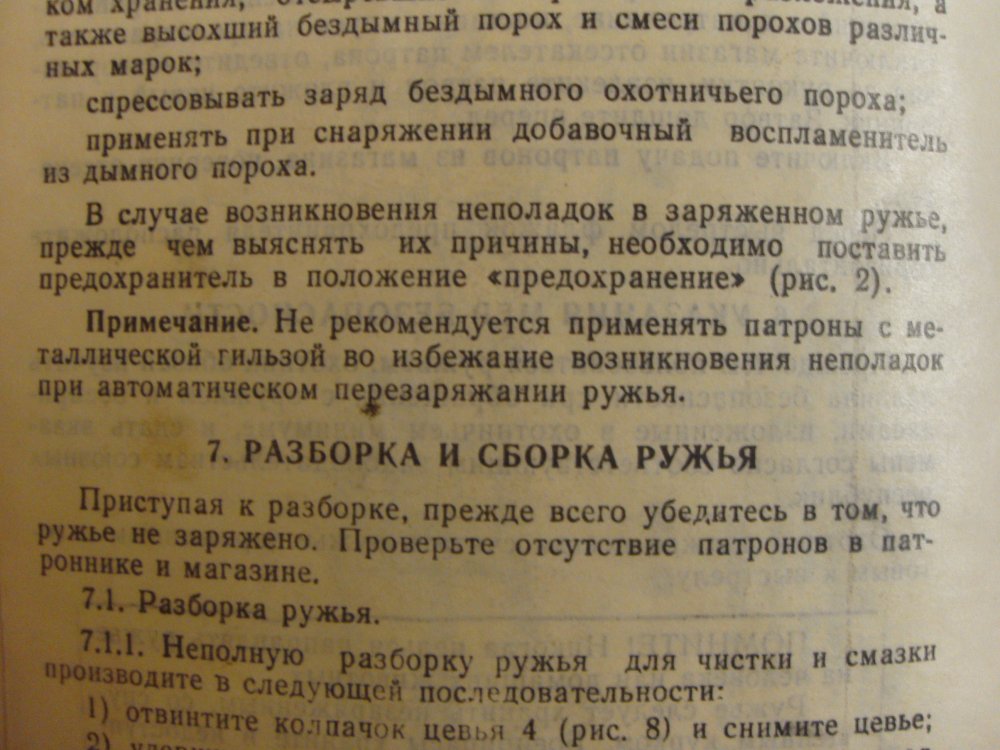 ком хранения,
также высохший бездымный порох и смеси порохов различ-
ных марок;
спрессовывать заряд бездымного охотничьего пороха;
применять при снаряжении добавочный воспламенитель
из дымного пороха.
В случае возникновения неполадок в заряженном ружье,
прежде чем выяснять их причины, необходимо поставить
предохранитель в положение «предохранение» (рис. 2).
Примечание. Не рекомендуется применять патроны с ме-
таллической гильзой во избежание возникновения неполадок
при автоматическом перезаряжании ружья.
7. РАЗБОРКА И СБОРКА РУЖЬЯ
Приступая к разборке, прежде всего убедитесь в том, что
ружье не заряжено. Проверьте отсутствие патронов в пат-
роннике и магазине.
7.1. Разборка ружья.
7.1.1. Неполную разборку ружья для чистки и смазки
производите в следующей последовательности:
1) отвинтите колпачок цевья 4 (рис. 8) и снимите цевье;
2)